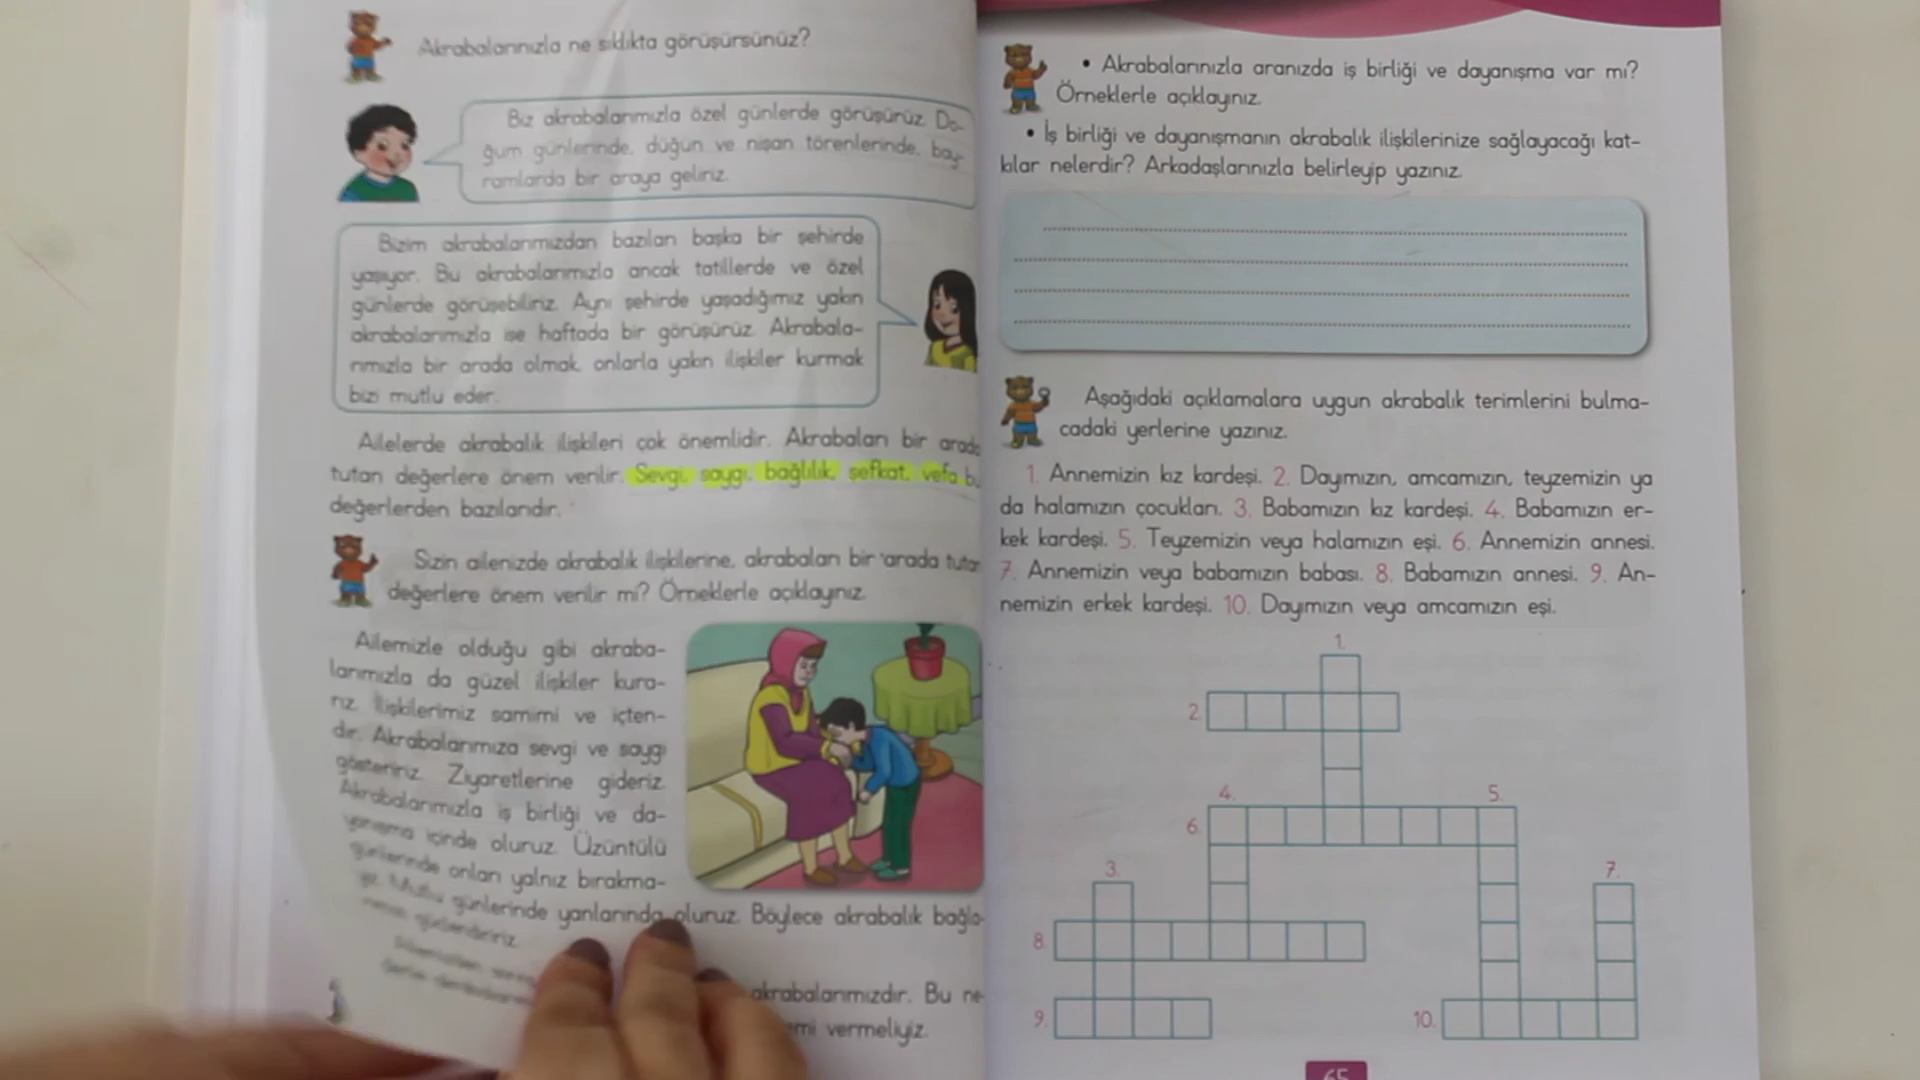 Akrabalarınızla ne sıklıkta görüşürsünüz?
Biz akrabalarımızla özel günlerde görüşürüz. Do-
ğum günlerinde, düğün ve nişan törenlerinde, bay-
ramlarda bir araya geliriz.
Bizim akrabalarımızdan bazıları başka bir şehirde
yaşıyor. Bu akrabalarımızla ancak tatillerde ve özel
günlerde görüşebiliriz. Aynı şehirde yaşadığımız yakın
akrabalarımızla ise haftada bir görüşürüz. Akrabala-
rımızla bir arada olmak, onlarla yakın ilişkiler kurmak
bizi mutlu eder.
Ailelerde akrabalık ilişkileri çok önemlidir. Akrabaları bir arada
tutan değerlere önem verilir. Sevgi, saygı, bağlılık, şefkat, vefa
değerlerden bazılarıdır.
Sizin ailenizde akrabalık ilişkilerine, akrabaları bir arada tutan
değerlere önem verilir mi? Örneklerle açıklayınız.
Ailemizle olduğu gibi akraba-
larımızla da güzel ilişkiler kura-
rız. İlişkilerimiz samimi ve içten-
dir. Akrabalarımıza sevgi ve saygı
gösteririz. Ziyaretlerine gideriz.
Akrabalarımızla iş birliği ve da-
yanışma içinde oluruz. Üzüntülü
günlerinde onları yalnız bırakma-
yız. Mutlu günlerinde yanlarında oluruz. Böylece akrabalık bağla-
güçlendiririz.
akrabalarımızdır. Bu ne-
vermeliyiz.
• Akrabalarınızla aranızda iş birliği ve dayanışma var mı?
Örneklerle açıklayınız.
• İş birliği ve dayanışmanın akrabalık ilişkilerinize sağlayacağı kat-
kılar nelerdir? Arkadaşlarınızla belirleyip yazınız.
Aşağıdaki açıklamalara uygun akrabalık terimlerini bulma-
cadaki yerlerine yazınız.
1. Annemizin kız kardeşi. 2. Dayımızın, amcamızın, teyzemizin ya
da halamızın çocukları. 3. Babamızın kız kardeşi. 4. Babamızın er-
kek kardeşi. 5. Teyzemizin veya halamızın eşi. 6. Annemizin annesi.
7. Annemizin veya babamızın babası. 8. Babamızın annesi. 9. An-
nemizin erkek kardeşi. 10. Dayımızın veya amcamızın eşi.
1.
2.
4.
5.
6.
3.
7.
8.
9.
10.
65